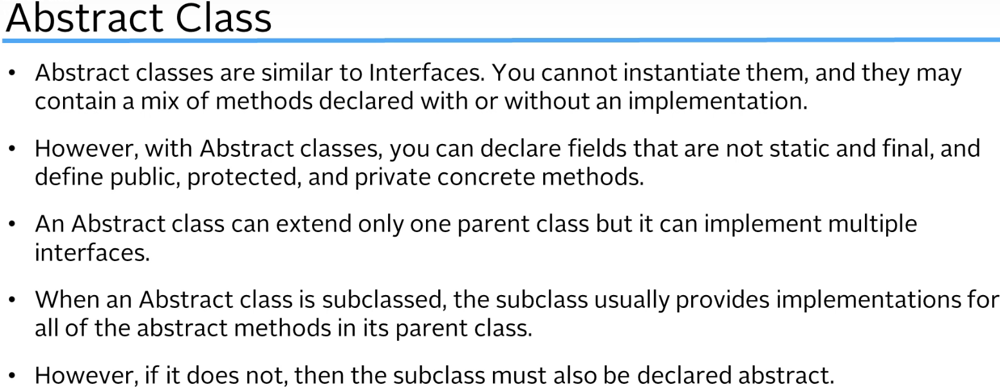 Abstract Class
• Abstract classes are similar to Interfaces. You cannot instantiate them, and they may
contain a mix of methods declared with or without an implementation.
• However, with Abstract classes, you can declare fields that are not static and final, and
define public, protected, and private concrete methods.
• An Abstract class can extend only one parent class but it can implement multiple
interfaces.
• When an Abstract class is subclassed, the subclass usually provides implementations for
all of the abstract methods in its parent class.
• However, if it does not, then the subclass must also be declared abstract.